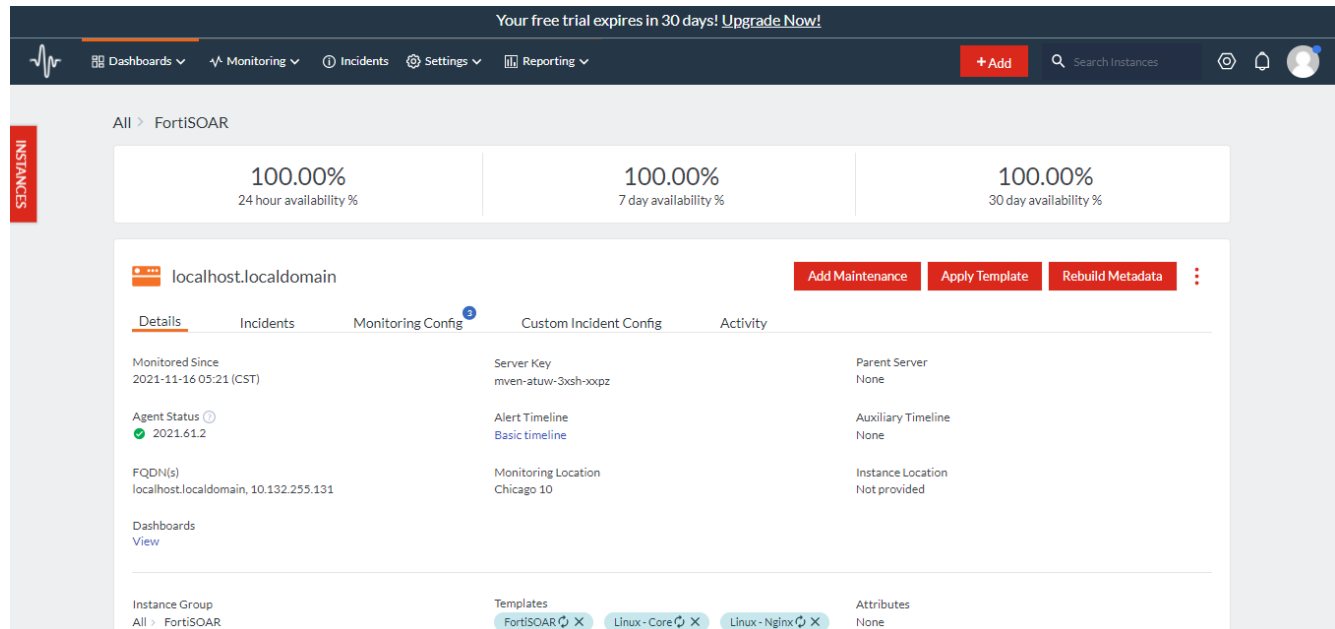 Your free trial expires in 30 days! Upgrade Now!
Dashboards Monitoring Incidents Settings Reporting +Add Search Instances
INSTANCES
All > FortiSOAR
100.00% 100.00% 100.00%
24 hour availability % 7 day availability % 30 day availability %
localhost.localdomain Add Maintenance Apply Template Rebuild Metadata
Details Incidents Monitoring Config 3 Custom Incident Config Activity
Monitored Since Server Key Parent Server
2021-11-16 05:21 (CST) mven-atuw-3xsh-xxpz None
Agent Status ? Alert Timeline Auxiliary Timeline
2021.61.2 Basic timeline None
FQDN(s) Monitoring Location Instance Location
localhost.localdomain, 10.132.255.131 Chicago 10 Not provided
Dashboards
View
Instance Group Templates Attributes
All > FortiSOAR FortiSOAR X Linux - Core X Linux - Nginx X None